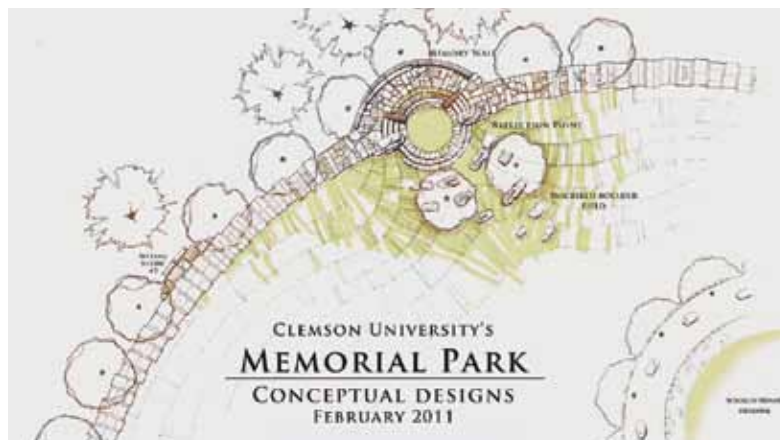 MEMORY WALL
REFLECTION POINT
INSCRIBED BOULDER
FIELD
CLEMSON UNIVERSITY'S
MEMORIAL PARK
CONCEPTUAL DESIGNS
FEBRUARY 2011